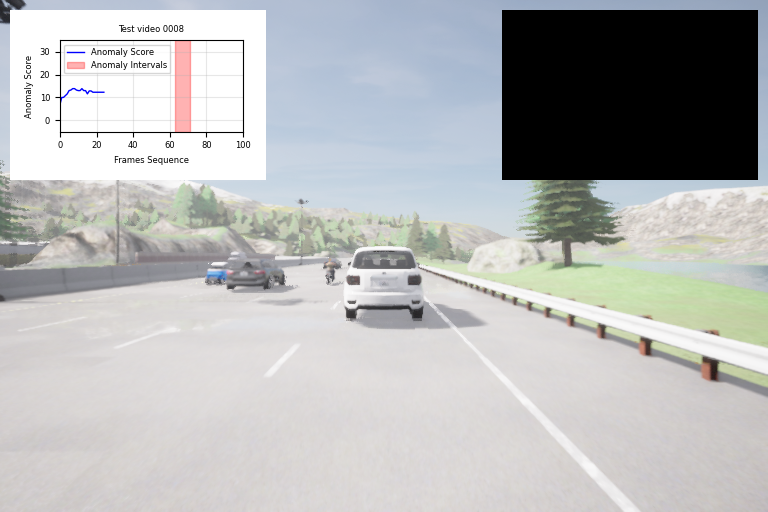 Test video 0008
Anomaly Score
Anomaly Intervals
Anomaly Score
30
20
10
0
0 20 40 60 80 100
Frames Sequence